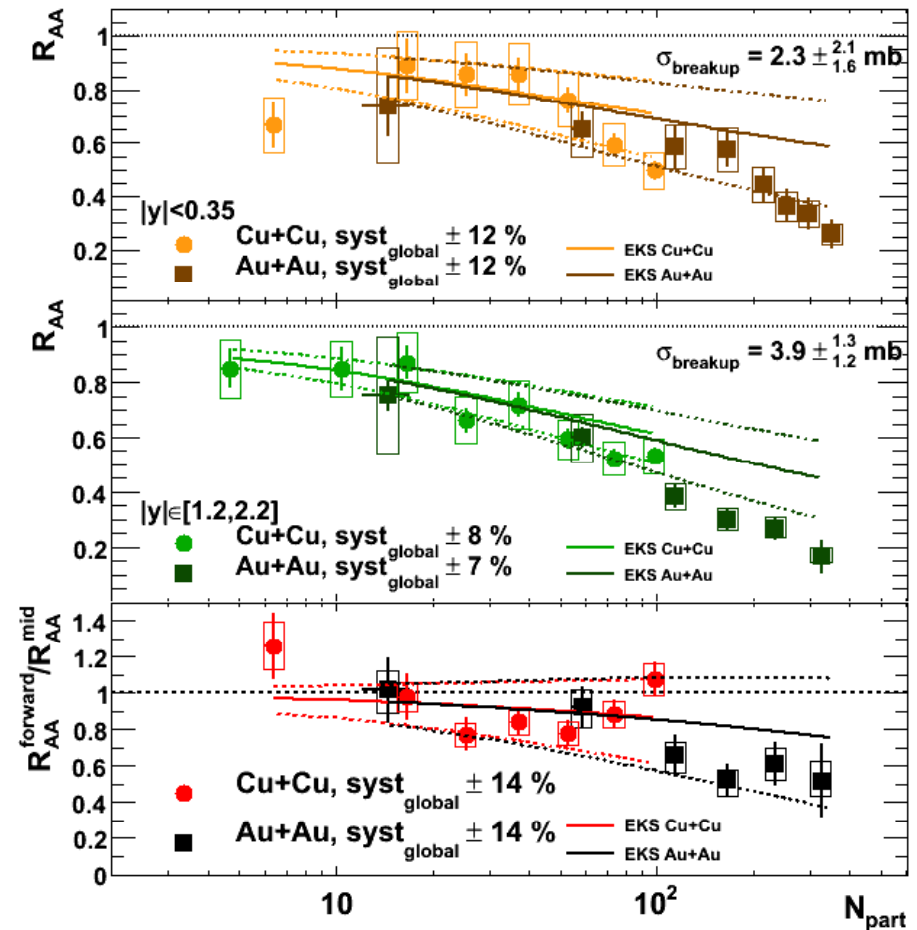 R_AA
1
0.8
0.6
0.4
0.2
σ_breakup = 2.3 ± ^2.1_1.6 mb
|y|<0.35
Cu+Cu, syst_global ± 12 %
Au+Au, syst_global ± 12%
EKS Cu+Cu
EKS Au+Au
R_AA
1
0.8
0.6
0.4
0.2
σ_breakup = 3.9 ± ^1.3_1.2 mb
|y|∈[1.2,2.2]
Cu+Cu, syst_global ± 8 %
Au+Au, syst_global ± 7 %
EKS Cu+Cu
EKS Au+Au
R_AA^forward/R_AA^mid
1.4
1.2
1
0.8
0.6
0.4
0.2
0
Cu+Cu, syst_global ± 14 %
Au+Au, syst_global ± 14 %
EKS Cu+Cu
EKS Au+Au
10
10^2
N_part